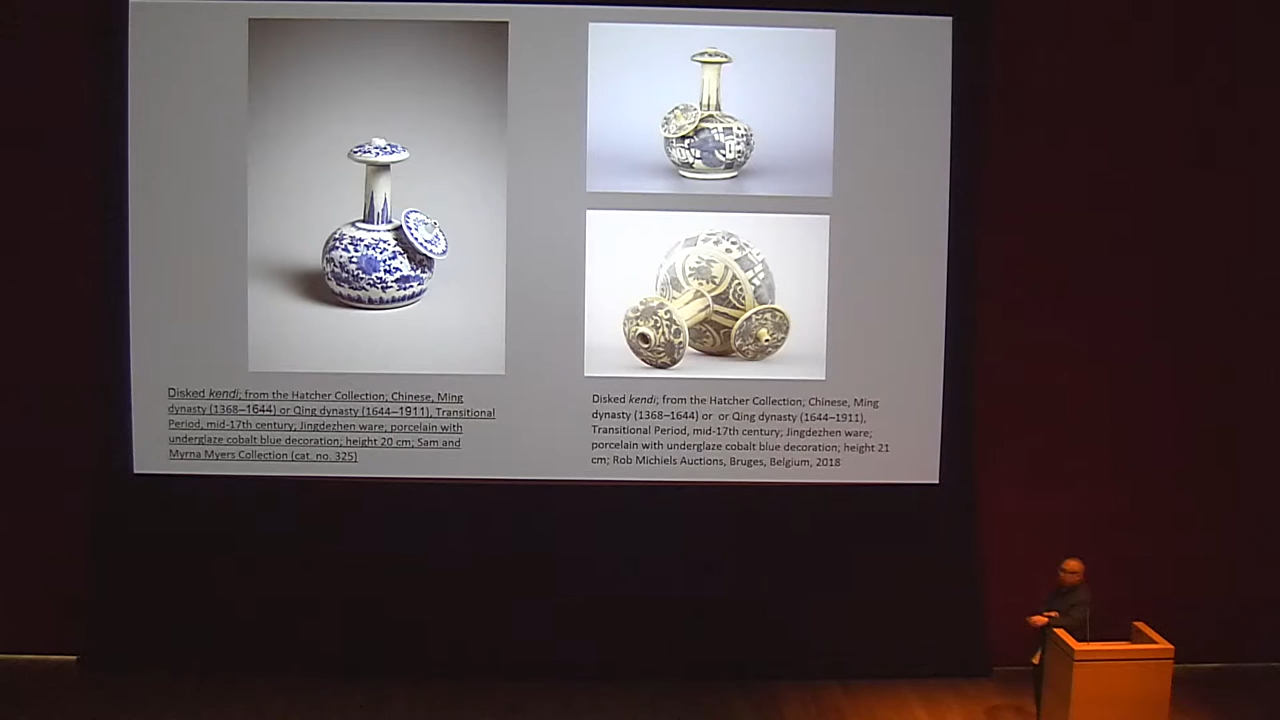 Disked kendi; from the Hatcher Collection; Chinese, Ming
dynasty (1368–1644) or Qing dynasty (1644–1911), Transitional
Period, mid-17th century; Jingdezhen ware; porcelain with
underglaze cobalt blue decoration; height 20 cm; Sam and
Myrna Myers Collection (cat. no. 325)
Disked kendi; from the Hatcher Collection; Chinese, Ming
dynasty (1368–1644) or or Qing dynasty (1644–1911),
Transitional Period, mid-17th century; Jingdezhen ware;
porcelain with underglaze cobalt blue decoration; height 21
cm; Rob Michiels Auctions, Bruges, Belgium, 2018